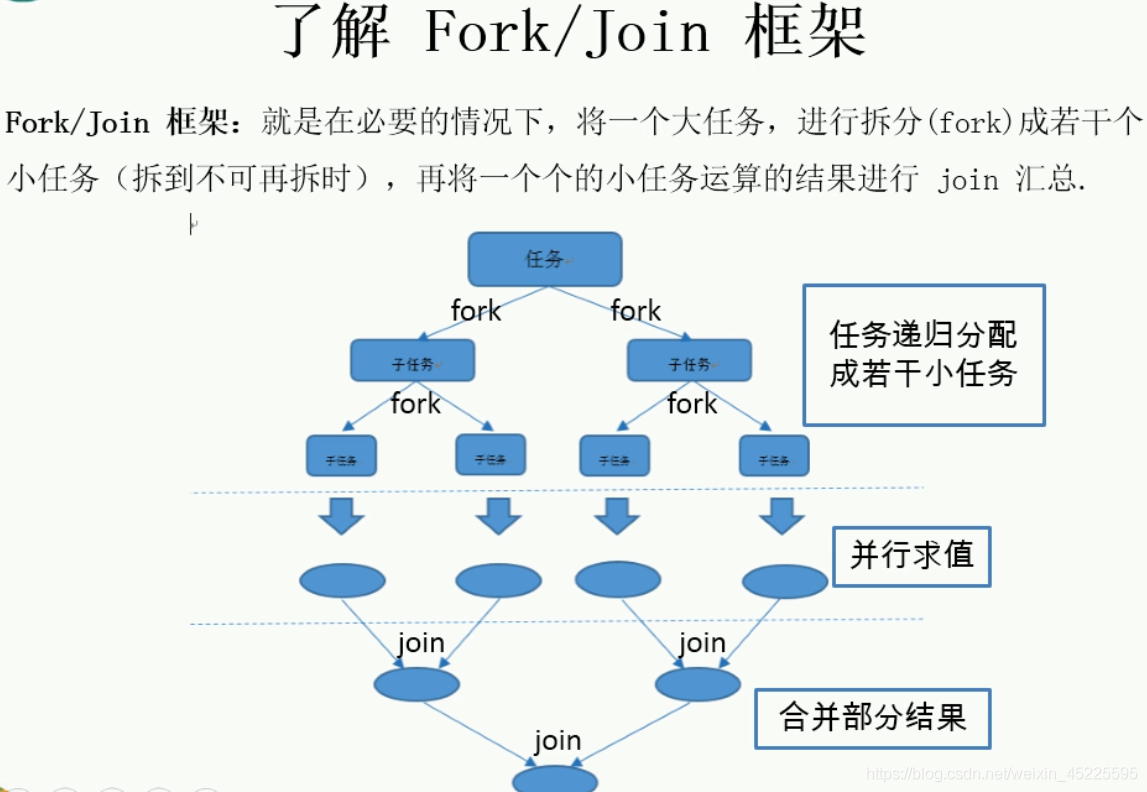 了解 Fork/Join 框架
Fork/Join 框架：就是在必要的情况下，将一个大任务，进行拆分(fork)成若干个
小任务（拆到不可再拆时），再将一个个的小任务运算的结果进行 join 汇总.
任务
fork
fork
子任务
子任务
任务递归分配
成若干小任务
fork
fork
子任务
子任务
子任务
子任务
并行求值
join
join
合并部分结果
join
https://blog.csdn.net/weixin_45225595